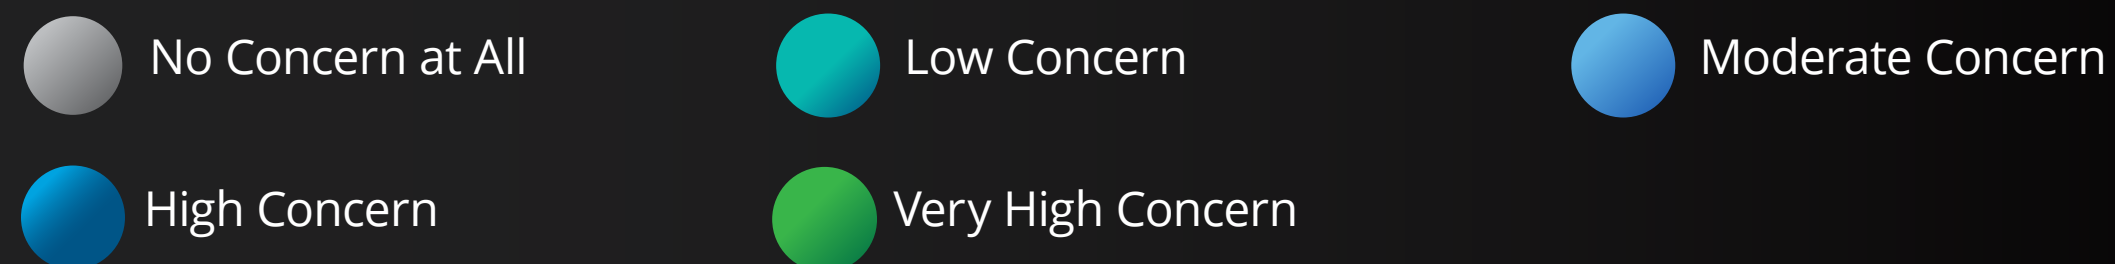 No Concern at All
Low Concern
Moderate Concern
High Concern
Very High Concern